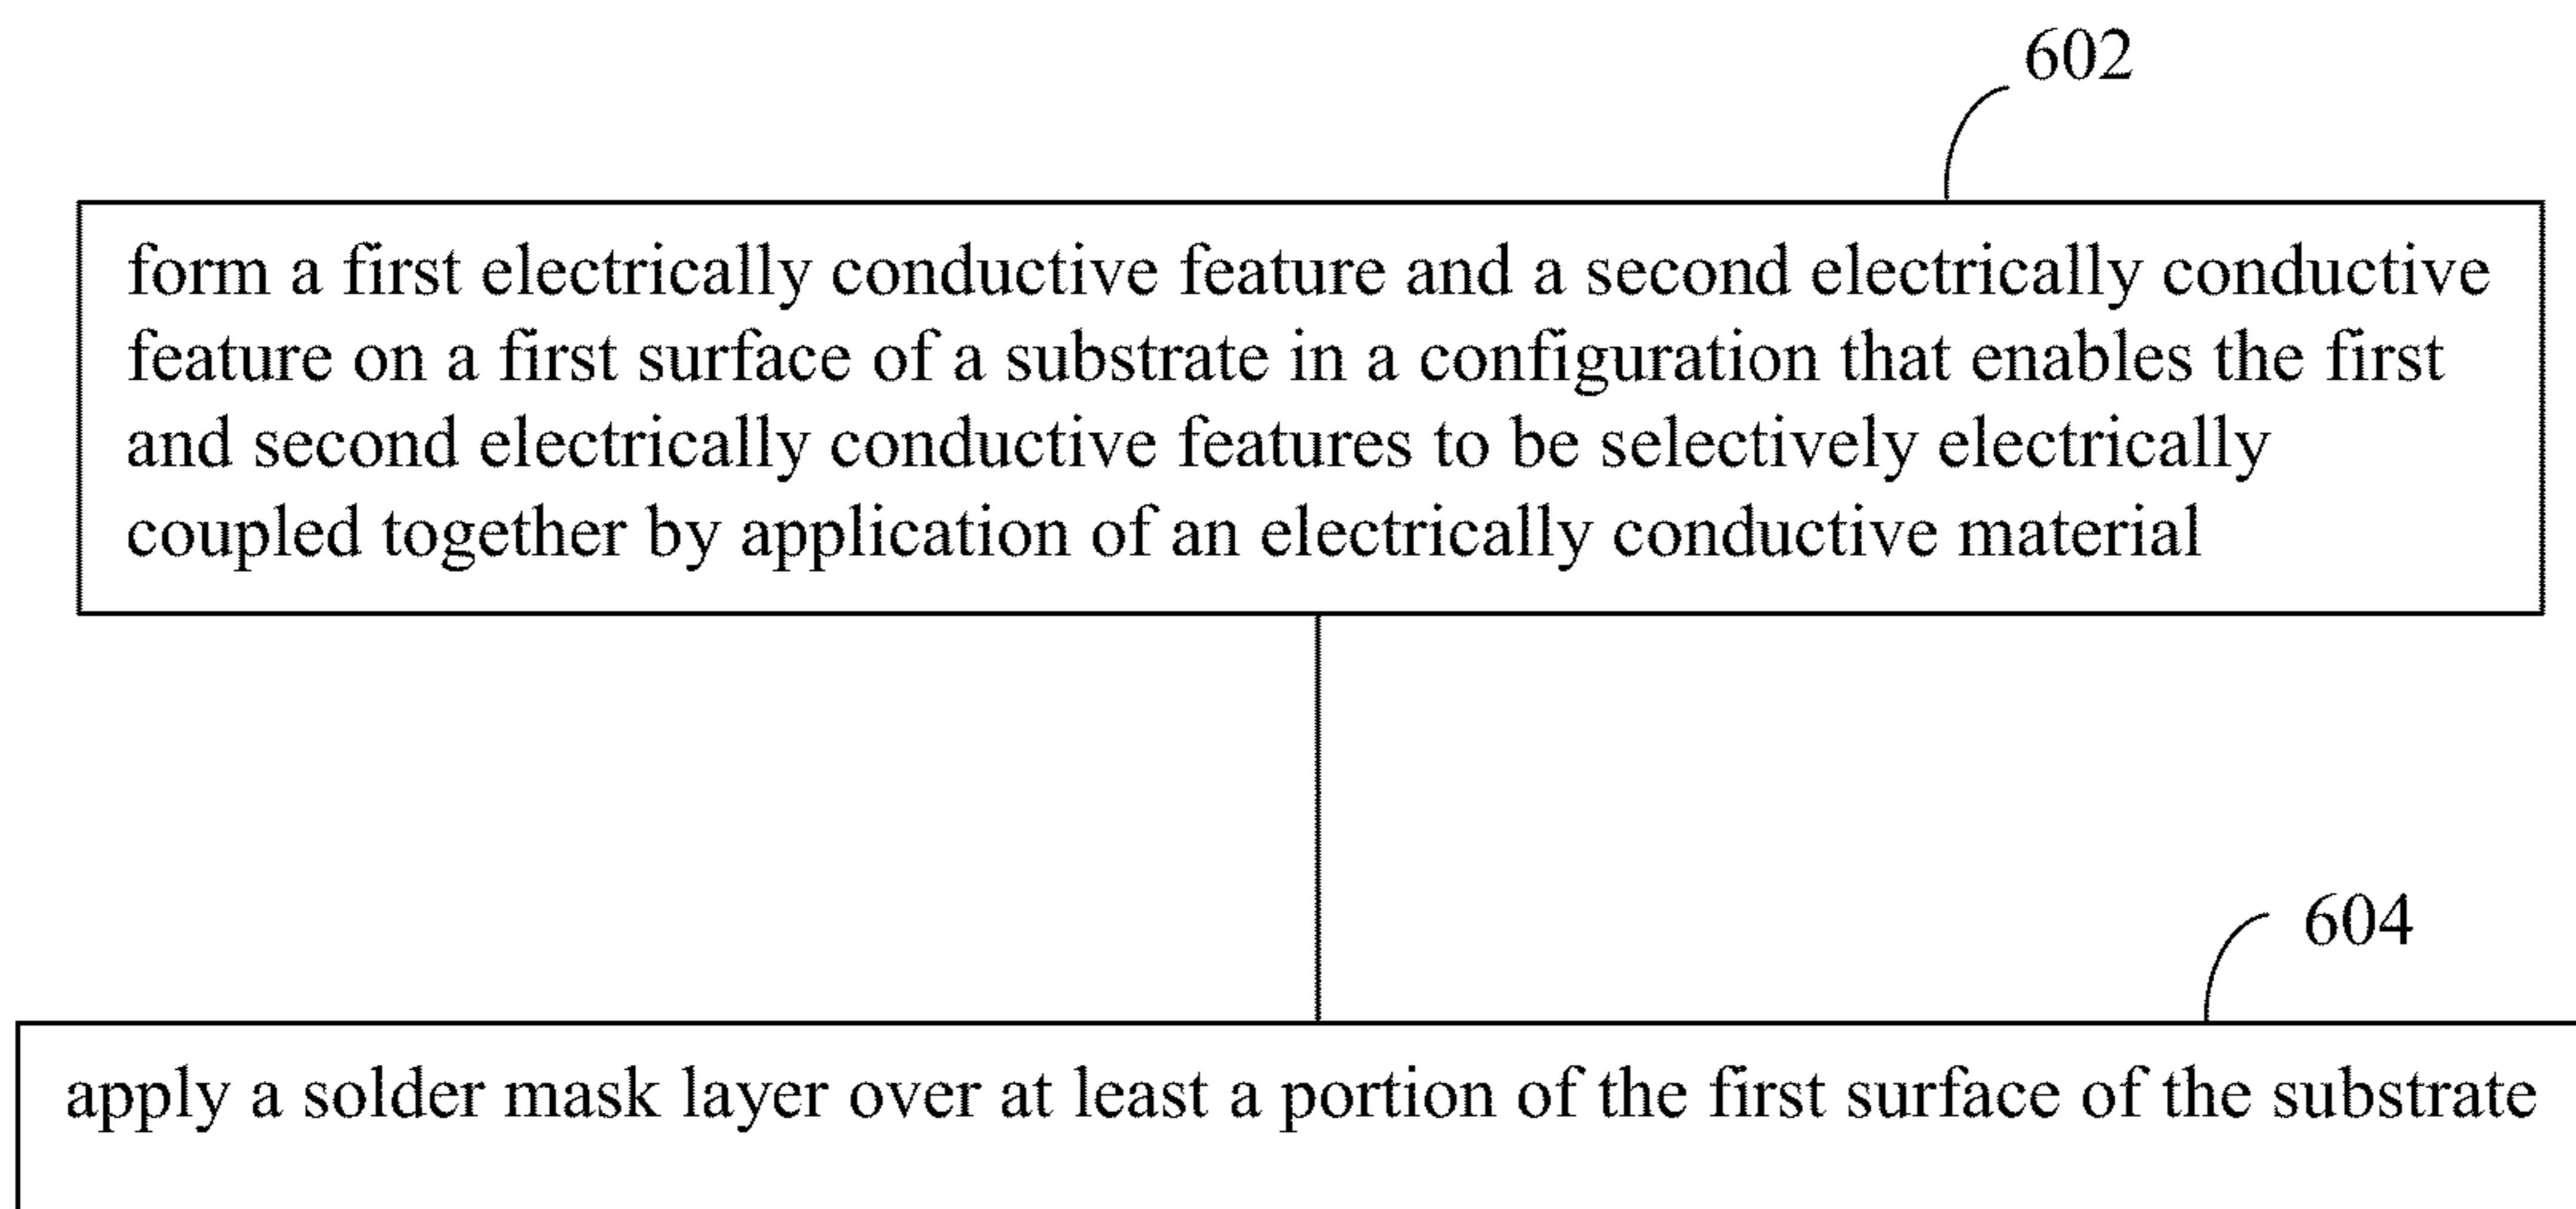 602
form a first electrically conductive feature and a second electrically conductive
feature on a first surface of a substrate in a configuration that enables the first
and second electrically conductive features to be selectively electrically
coupled together by application of an electrically conductive material
604
apply a solder mask layer over at least a portion of the first surface of the substrate